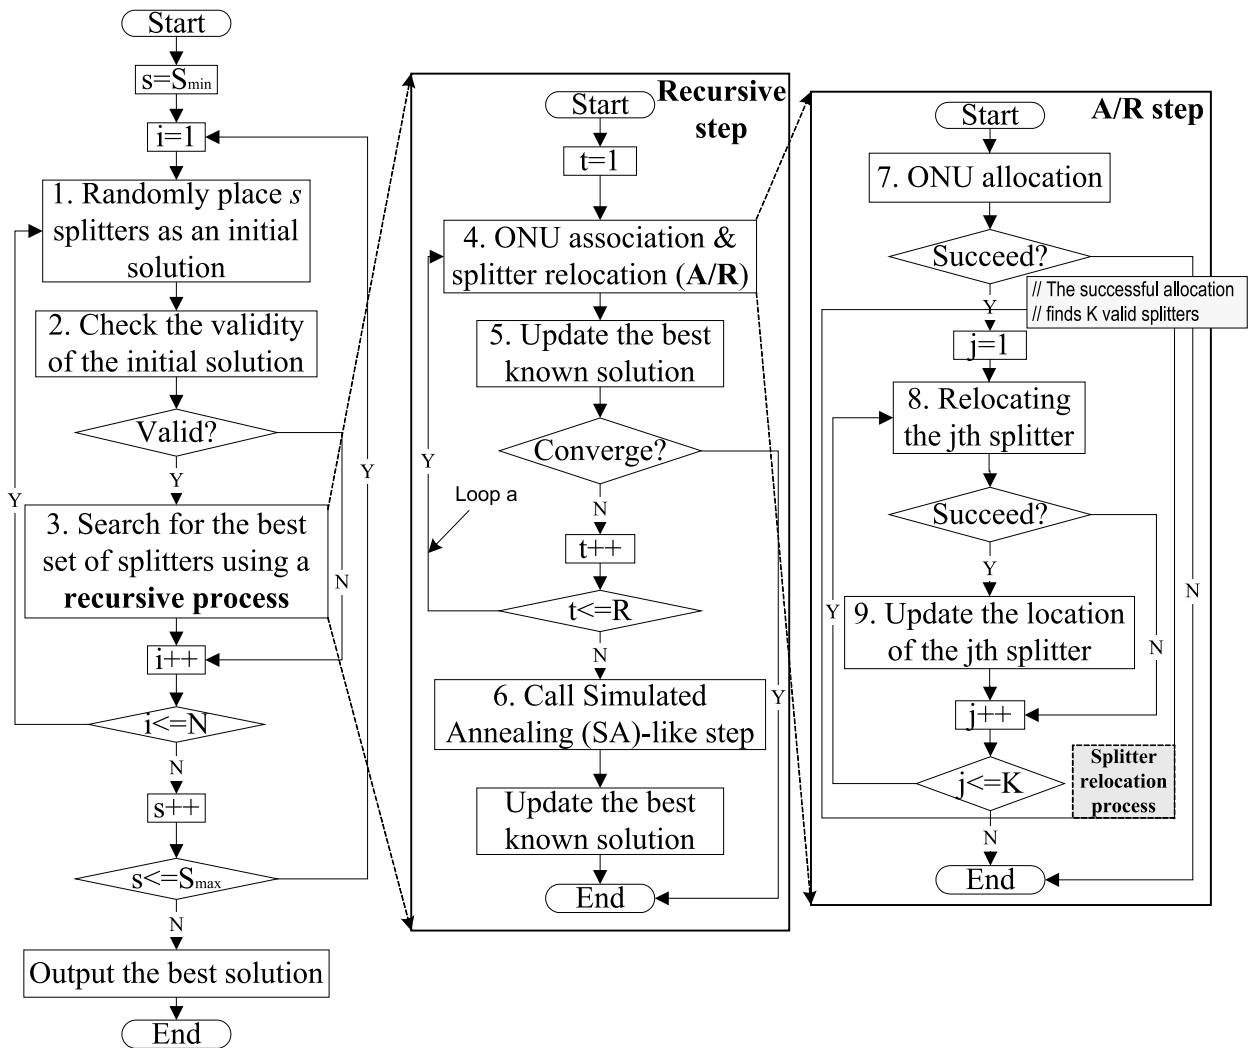 Start
s=Smin
i=1
1. Randomly place s
splitters as an initial
solution
2. Check the validity
of the initial solution
Valid?
Y
N
3. Search for the best
set of splitters using a
recursive process
i++
i<=N
Y
N
s++
s<=Smax
Y
N
Output the best solution
End
Recursive
step
Start
t=1
4. ONU association &
splitter relocation (A/R)
5. Update the best
known solution
Converge?
Y
N
Loop a
t++
t<=R
Y
N
6. Call Simulated
Annealing (SA)-like step
Update the best
known solution
End
A/R step
Start
7. ONU allocation
Succeed?
Y
N
// The successful allocation
// finds K valid splitters
j=1
8. Relocating
the jth splitter
Succeed?
Y
N
9. Update the location
of the jth splitter
j++
j<=K
Y
N
Splitter
relocation
process
End